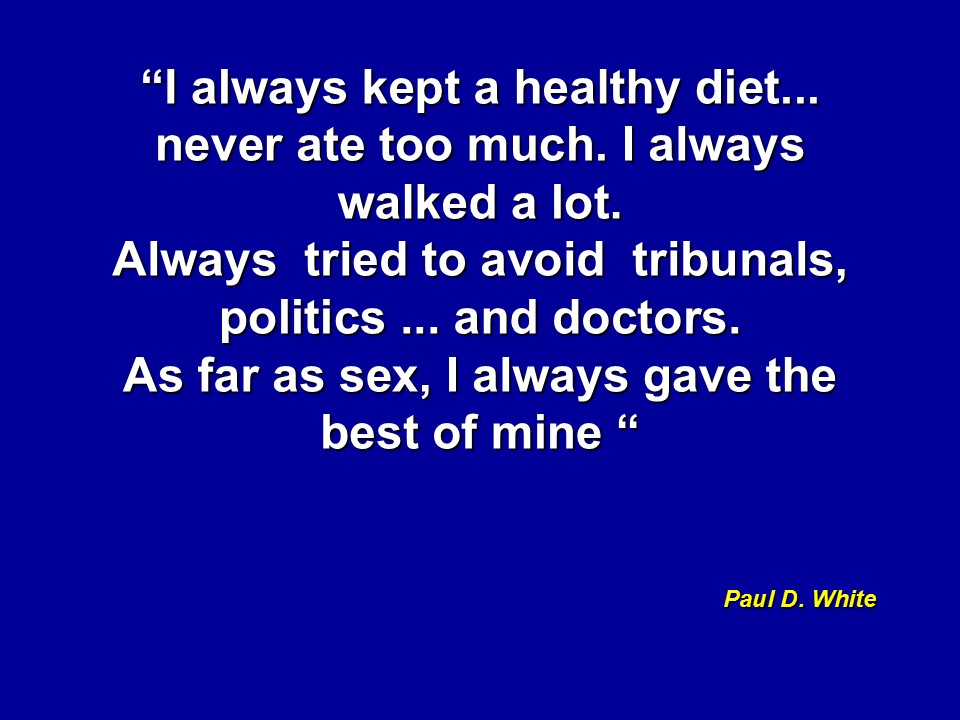 “I always kept a healthy diet...
never ate too much. I always
walked a lot.
Always  tried to avoid  tribunals,
politics ... and doctors.
As far as sex, I always gave the
best of mine “
Paul D. White